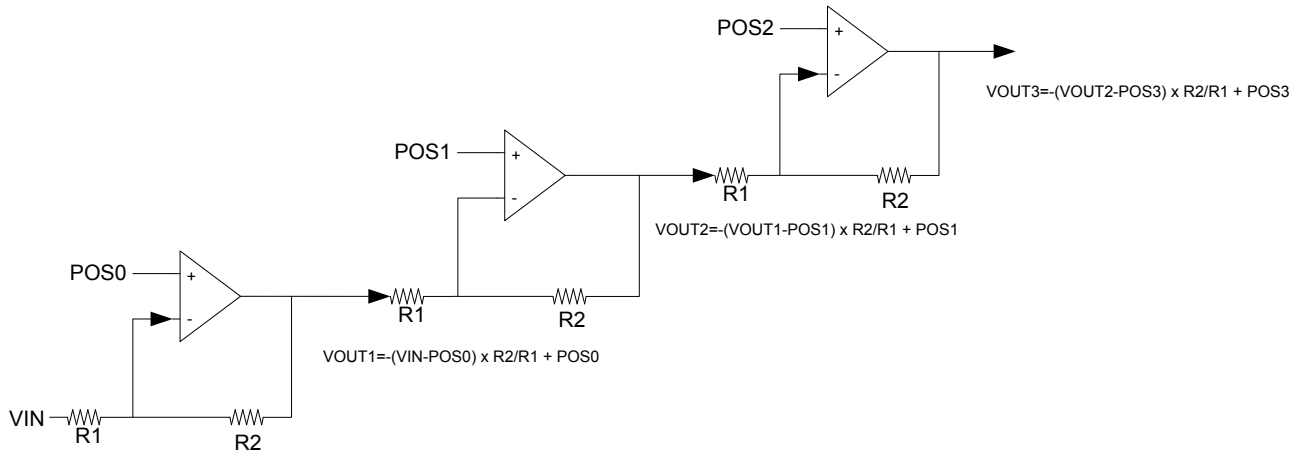 POS2
+
-
VOUT3=-(VOUT2-POS3) x R2/R1 + POS3
POS1
+
-
R1
R2
VOUT2=-(VOUT1-POS1) x R2/R1 + POS1
POS0
+
-
R1
R2
VOUT1=-(VIN-POS0) x R2/R1 + POS0
VIN
R1
R2